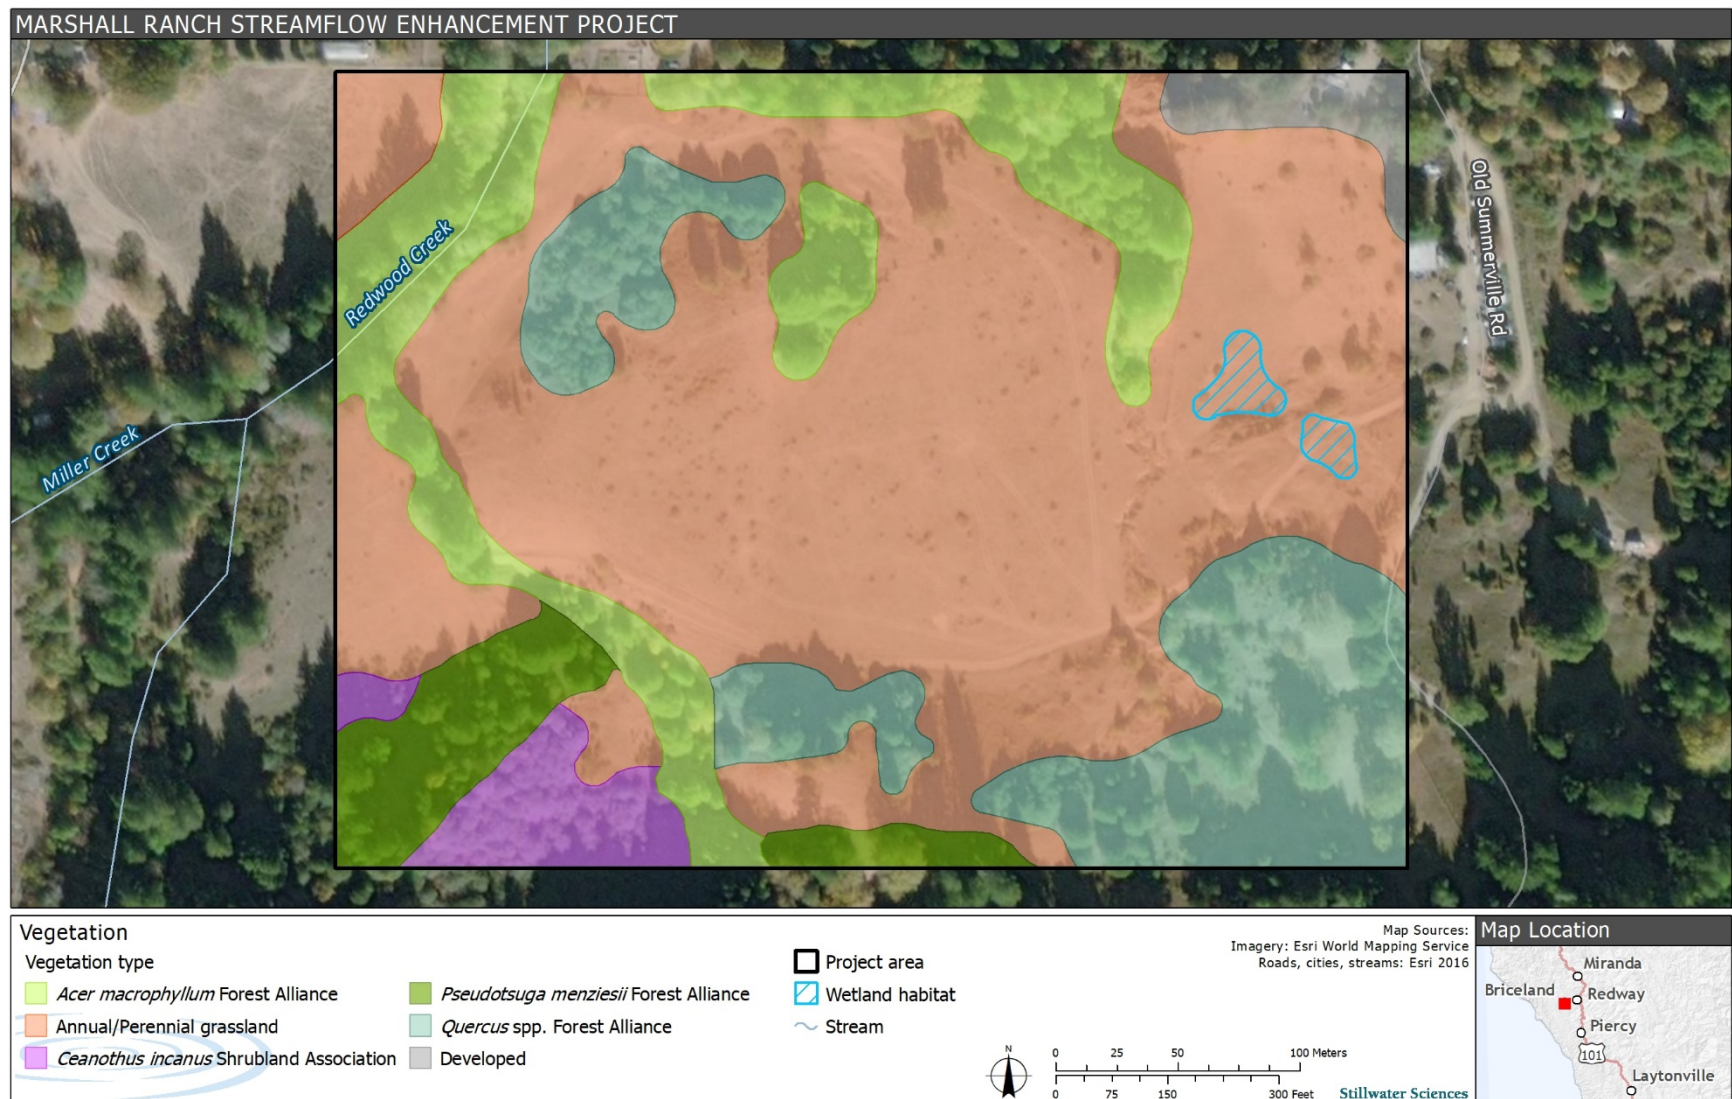 MARSHALL RANCH STREAMFLOW ENHANCEMENT PROJECT
Redwood Creek
Miller Creek
Old Summerville Rd
Vegetation
Vegetation type
Acer macrophyllum Forest Alliance
Annual/Perennial grassland
Ceanothus incanus Shrubland Association
Pseudotsuga menziesii Forest Alliance
Quercus spp. Forest Alliance
Developed
Project area
Wetland habitat
Stream
Map Sources:
Imagery: Esri World Mapping Service
Roads, cities, streams: Esri 2016
N
0 25 50 100 Meters
0 75 150 300 Feet
Stillwater Sciences
Map Location
Miranda
Briceland
Redway
Piercy
101
Laytonville